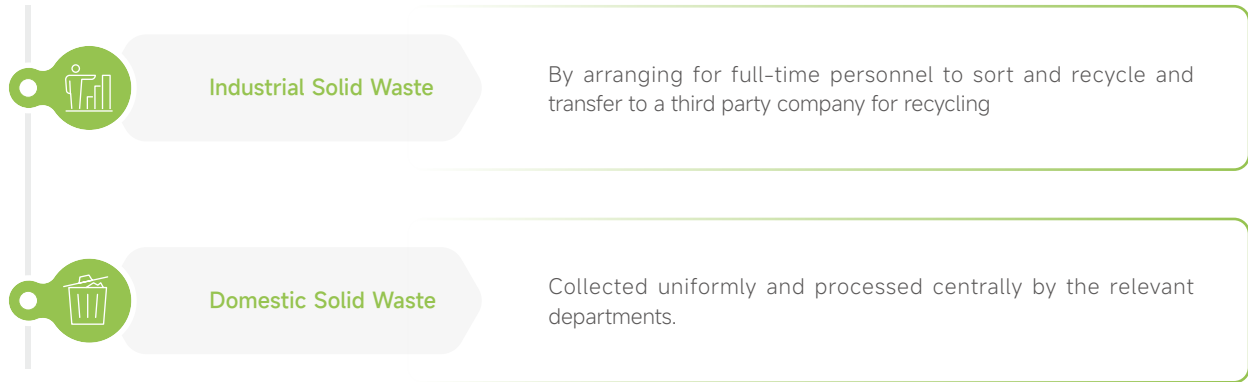 Industrial Solid Waste
By arranging for full-time personnel to sort and recycle and
transfer to a third party company for recycling
Domestic Solid Waste
Collected uniformly and processed centrally by the relevant
departments.